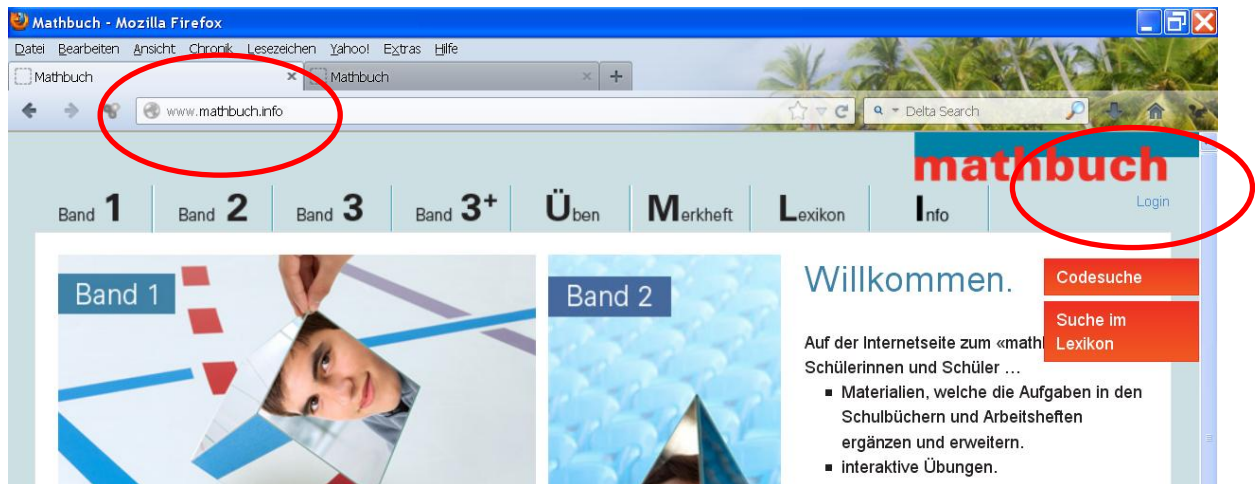 Mathbuch - Mozilla Firefox
Datei Bearbeiten Ansicht Chronik Lesezeichen Yahoo! Extras Hilfe
Mathbuch Mathbuch
www.mathbuch.info Delta Search
mathbuch
Login
Band 1 Band 2 Band 3 Band 3+ Üben Merkheft Lexikon Info
Band 1
Band 2
Willkommen.
Codesuche
Suche im
Lexikon
Auf der Internetseite zum «math
Schülerinnen und Schüler ...
Materialien, welche die Aufgaben in den
Schulbüchern und Arbeitsheften
ergänzen und erweitern.
interaktive Übungen.